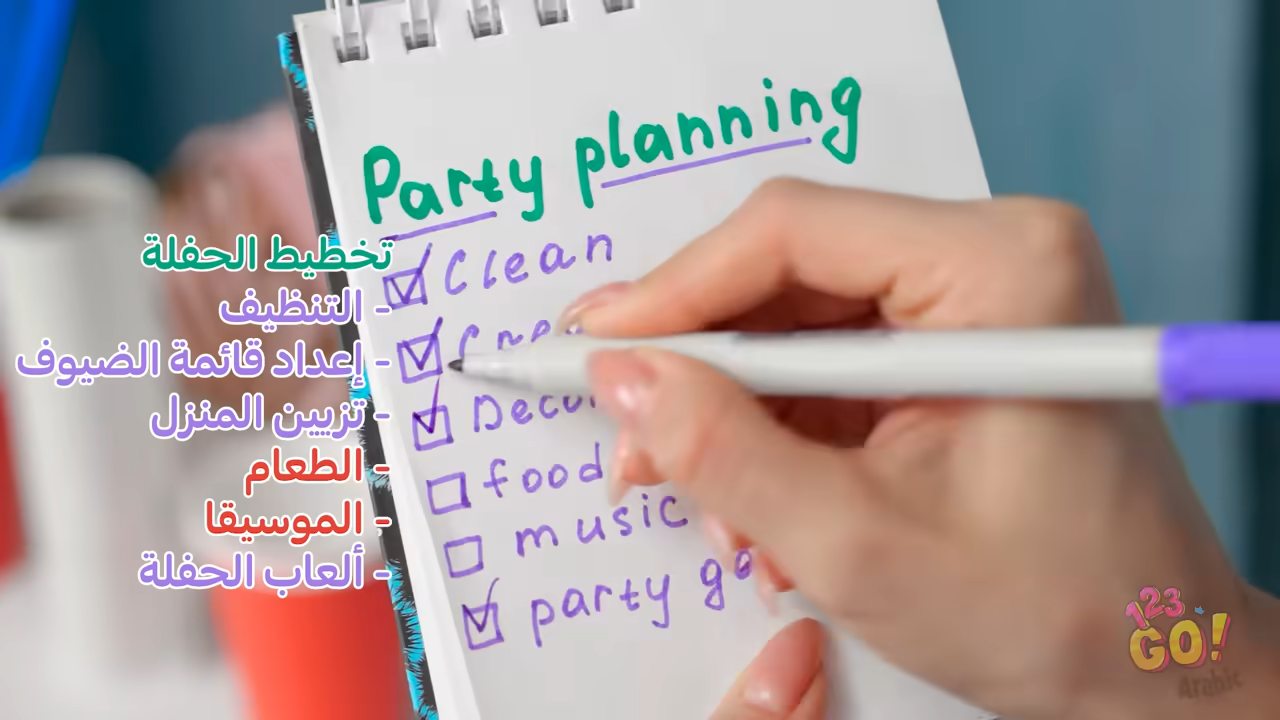 Party planning
Clean
food
music
party
تخطيط الحفلة
- التنظيف
- إعداد قائمة الضيوف
- تزيين المنزل
- الطعام
- الموسيقا
- ألعاب الحفلة
123
GO!
Arabic